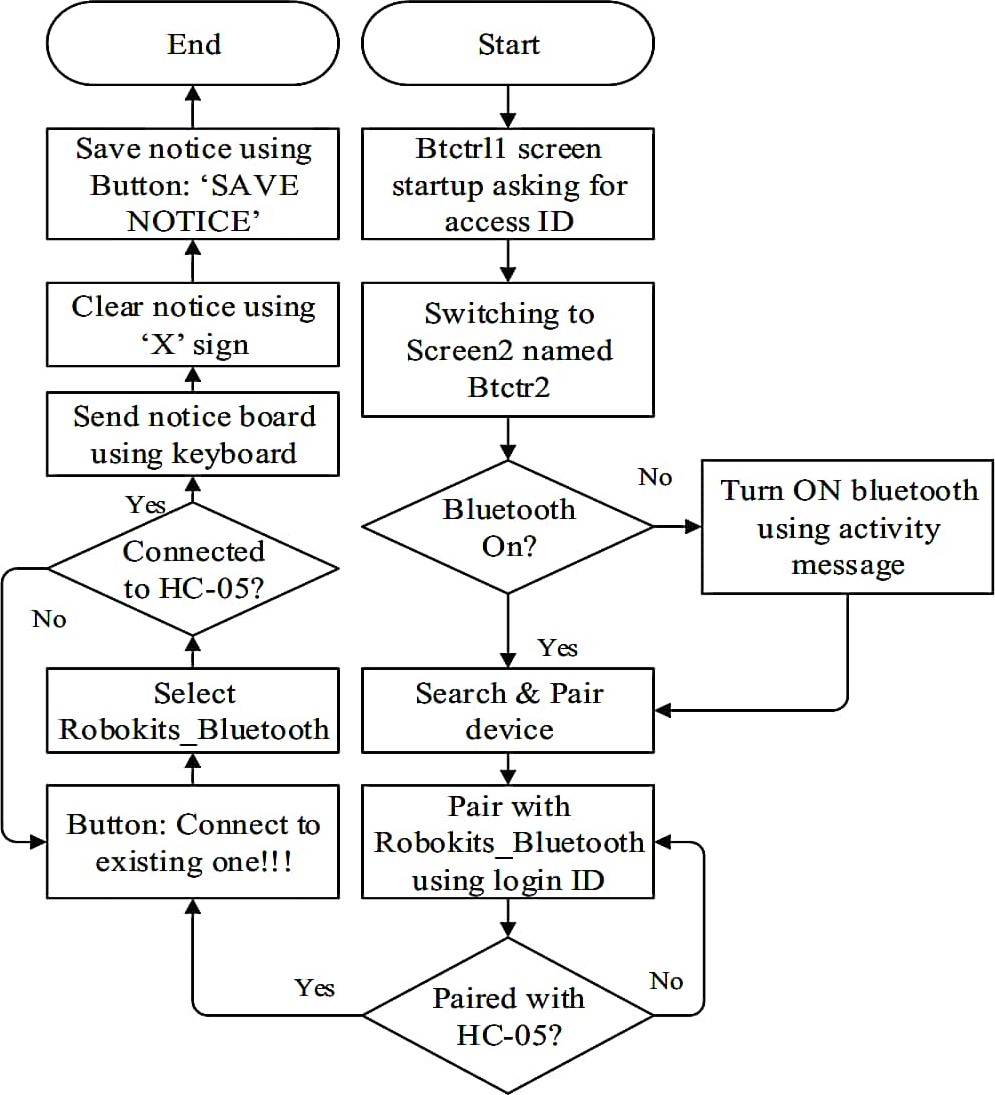 Start
Btctrl1 screen
startup asking for
access ID
Switching to
Screen2 named
Btctr2
Bluetooth
On?
No
Turn ON bluetooth
using activity
message
Yes
Search & Pair
device
Pair with
Robokits_Bluetooth
using login ID
Paired with
HC-05?
No
Yes
Button: Connect to
existing one!!!
Select
Robokits_Bluetooth
Connected
to HC-05?
No
Yes
Send notice board
using keyboard
Clear notice using
‘X’ sign
Save notice using
Button: ‘SAVE
NOTICE’
End